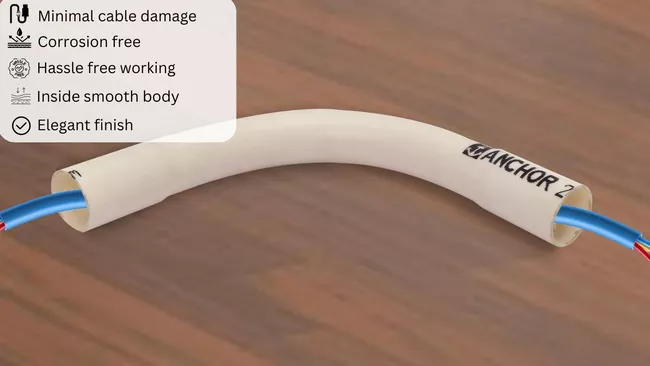 Minimal cable damage
Corrosion free
Hassle free working
Inside smooth body
Elegant finish
ANCHOR 2